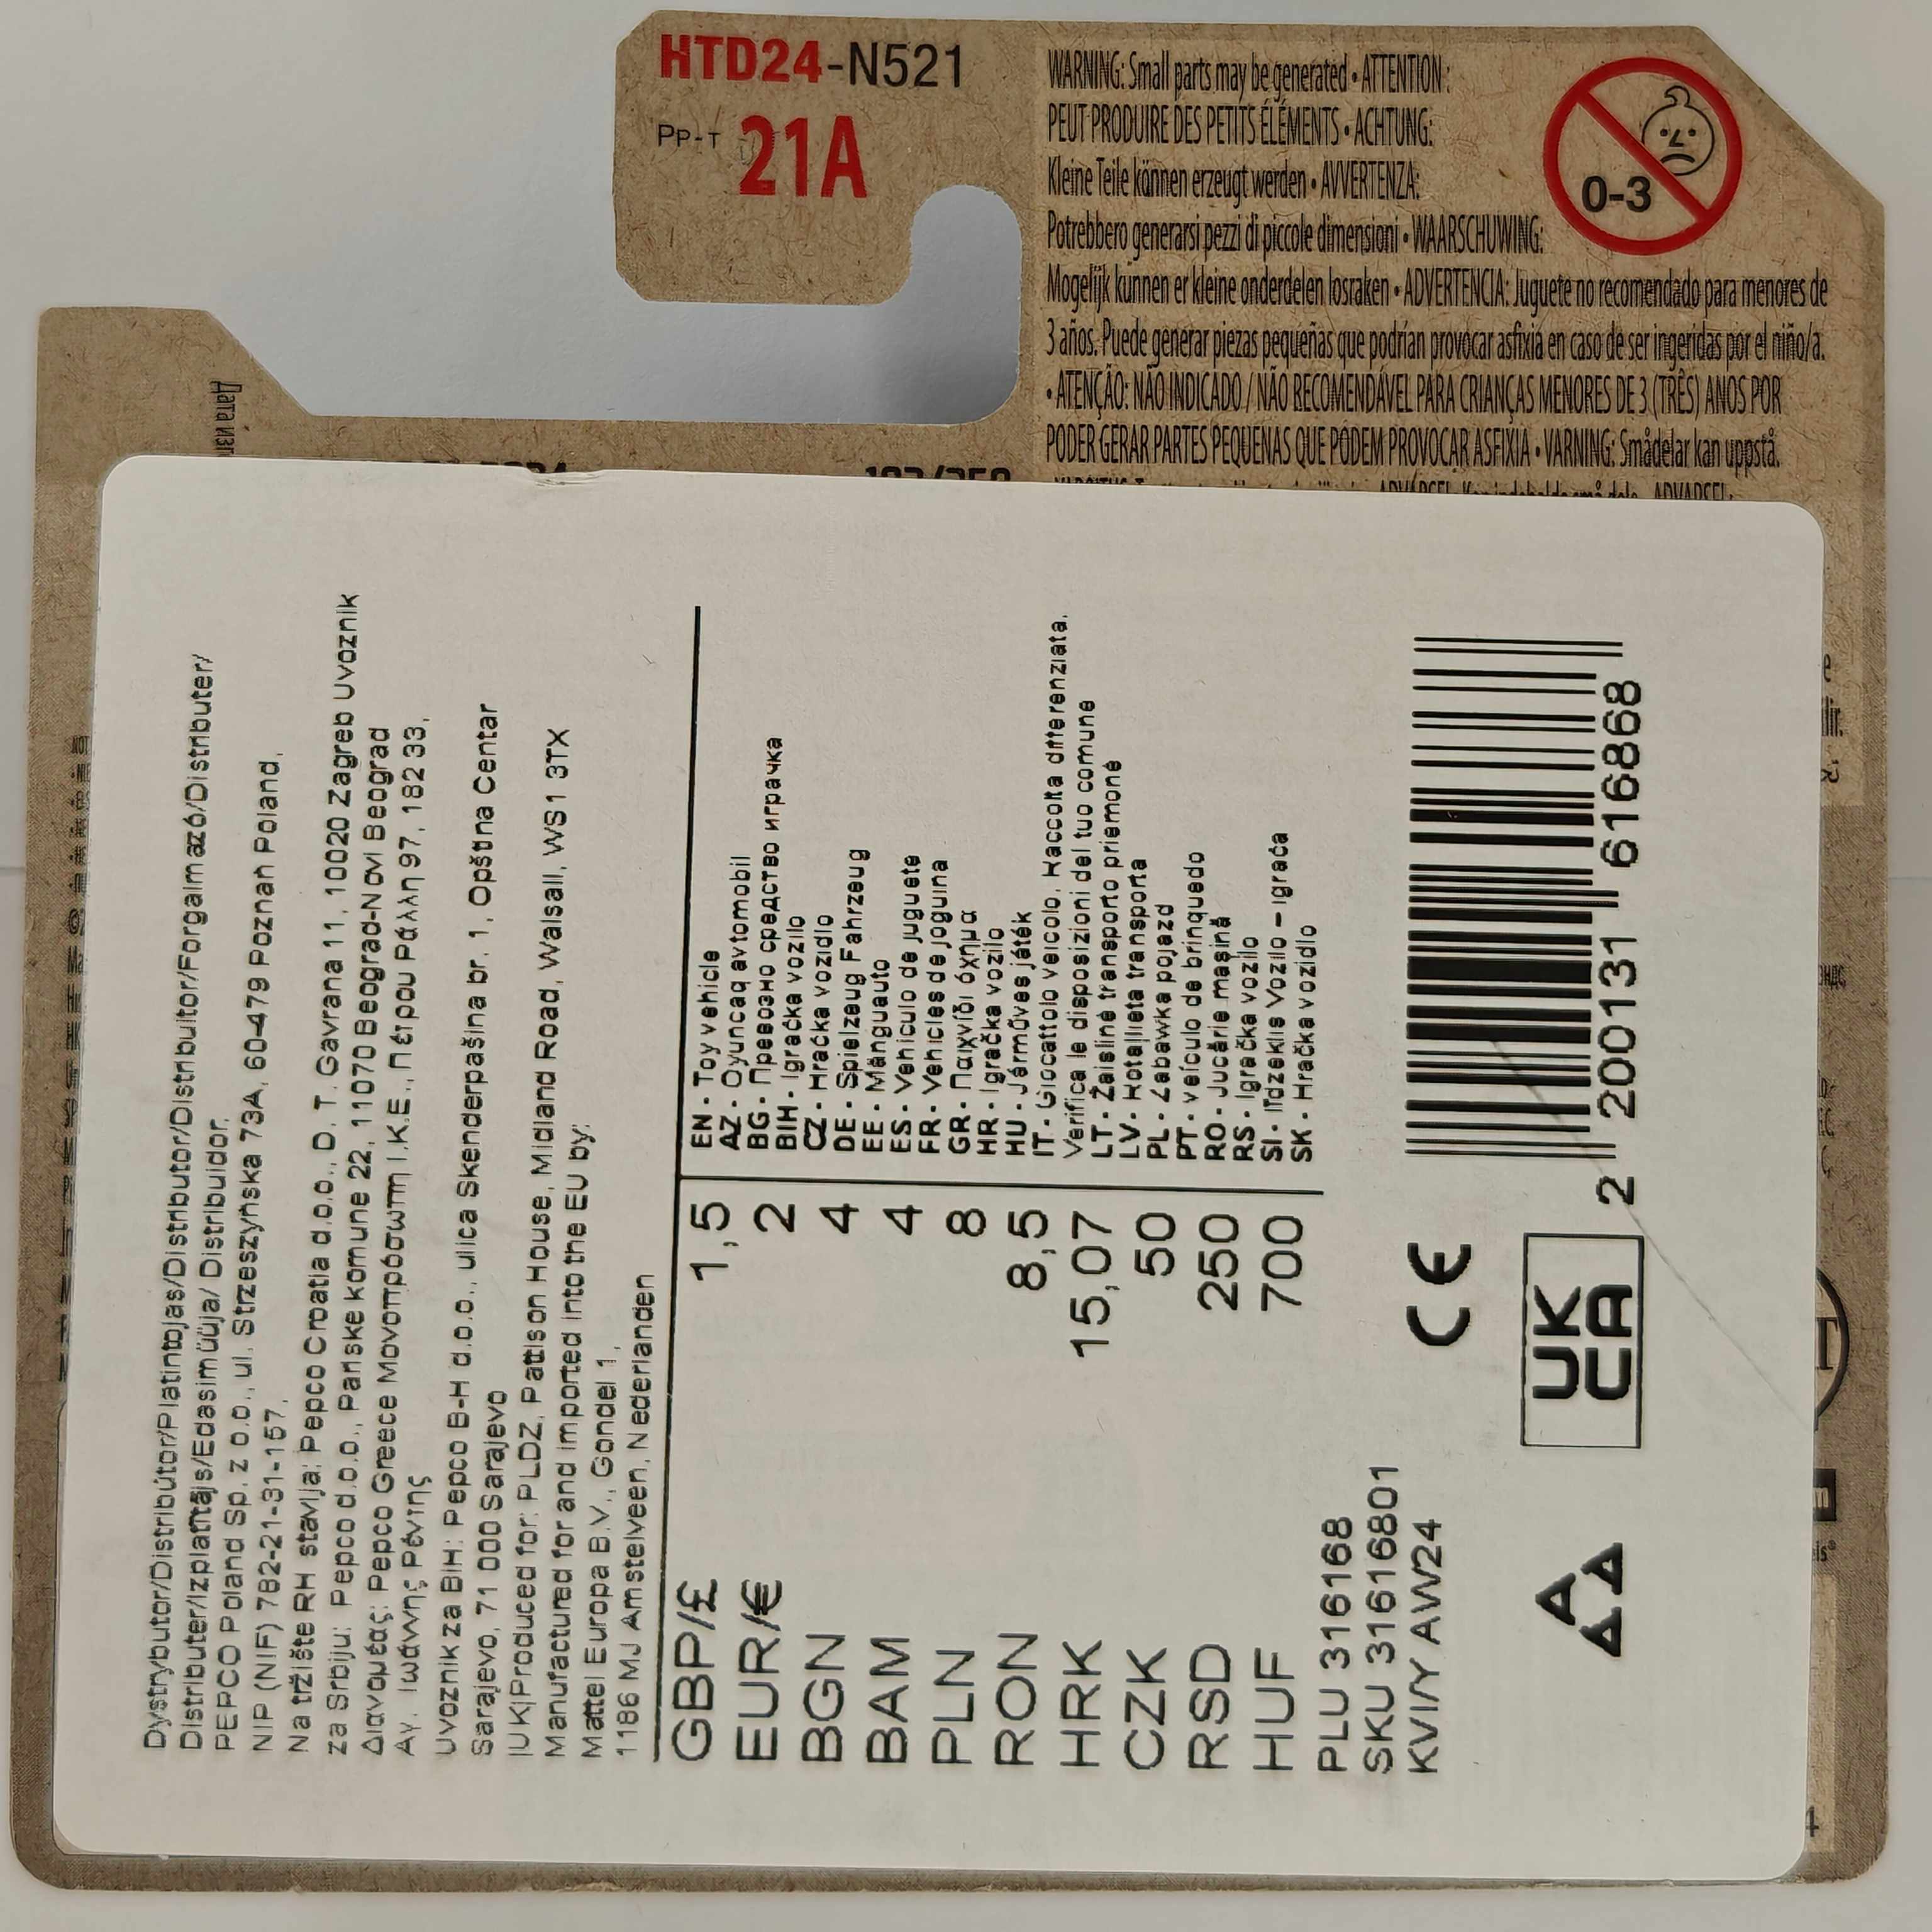 HTD24-N521
PP-T 21A
WARNING: Small parts may be generated • ATTENTION :
PEUT PRODUIRE DES PETITS ÉLÉMENTS • ACHTUNG:
Kleine Teile können erzeugt werden • AVVERTENZA:
Potrebbero generarsi pezzi di piccole dimensioni • WAARSCHUWING:
Mogelijk kunnen er kleine onderdelen losraken • ADVERTENCIA: Juguete no recomendado para menores de
3 años. Puede generar piezas pequeñas que podrían provocar asfixia en caso de ser ingeridas por el niño/a.
• ATENÇÃO: NÃO INDICADO / NÃO RECOMENDÁVEL PARA CRIANÇAS MENORES DE 3 (TRÊS) ANOS POR
PODER GERAR PARTES PEQUENAS QUE PODEM PROVOCAR ASFIXIA • VARNING: Smådelar kan uppstå.
0-3
Дата
Dystrybutor/Distribútor/Platintojas/Distributor/Distributor/Forgalmazó/Distributer/
Distributer/Izplatītājs/Edasimüüja/ Distribuidor.
PEPCO Poland Sp. z o.o., ul. Strzeszynska 73A, 60-479 Poznan Poland,
NIP (NIF) 782-21-31-157,
Na tržište RH stavlja: Pepco Croatia d.o.o., D. T. Gavrana 11, 10020 Zagreb Uvoznik
za Srbiju: Pepco d.o.o., Panske komune 22, 11070 Beograd-Novi Beograd
Διανομέας: Pepco Greece Μονοπρόσωπη Ι.Κ.Ε., Πέτρου Ράλλη 97, 182 33,
Αγ. Ιωάννης Ρέντης
Uvoznik za BiH: Pepco B-H d.o.o., ulica Skenderpašina br. 1, Opština Centar
Sarajevo, 71 000 Sarajevo
|UK|Produced for: PLDZ, Pattison House, Midland Road, Walsall, WS1 3TX
Manufactured for and imported into the EU by:
Mattel Europa B.V., Gondel 1,
1186 MJ Amstelveen, Nederlanden
GBP/£ 1,5
EUR/€ 2
BGN 4
BAM 4
PLN 8
RON 8,5
HRK 15,07
CZK 50
RSD 250
HUF 700
EN - Toy vehicle
AZ - Oyuncaq avtomobil
BG - Превозно средство играчка
BIH - Igračka vozilo
CZ - Hračka vozidlo
DE - Spielzeug Fahrzeug
EE - Mänguauto
ES - Vehículo de juguete
FR - Vehicles de joguina
GR - Παιχνίδι όχημα
HR - Igračka vozilo
HU - Járműves játék
IT - Giocattolo veicolo. Raccolta differenziata.
Verifica le disposizioni del tuo comune
LT - Žaislinė transporto priemonė
LV - Rotaļlieta transporta
PL - Zabawka pojazd
PT - veículo de brinquedo
RO - Jucărie mașină
RS - Igračka vozilo
SI - ITdzeklis Vozilo – igrača
SK - Hračka vozidlo
PLU 316168
SKU 31616801
KVI/Y AW24
CE
UK
CA
2 200131 616868